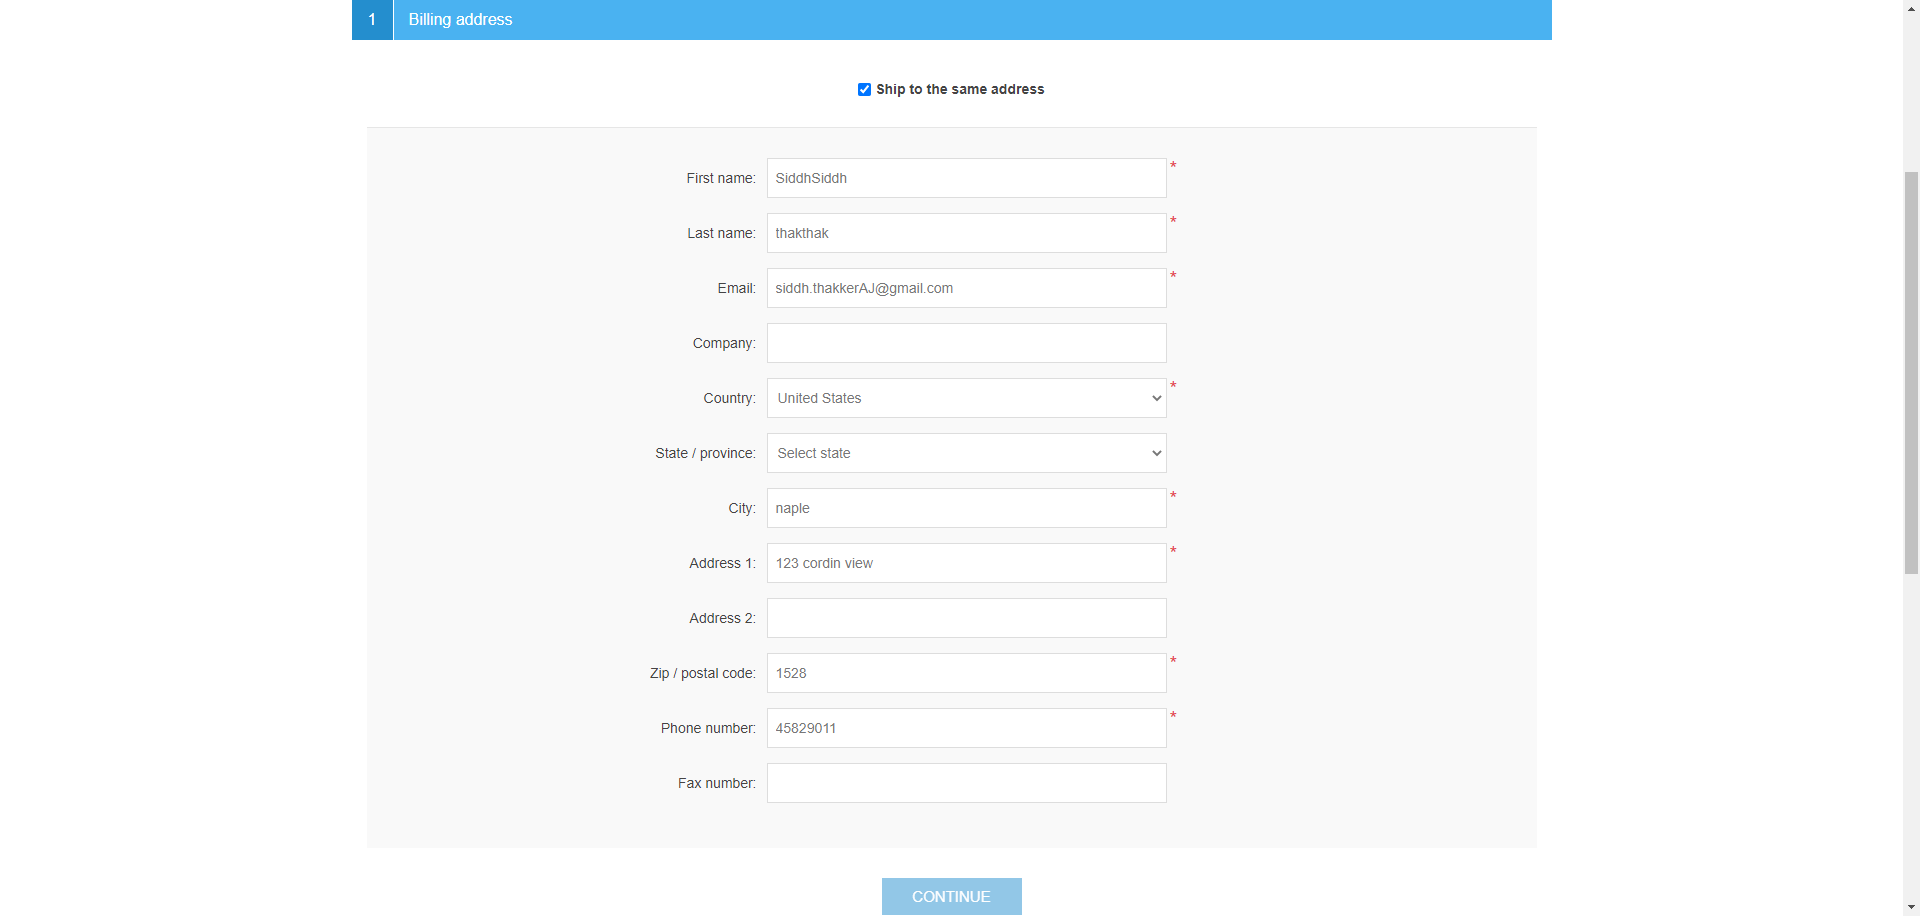 1 Billing address
Ship to the same address
First name: SiddhSiddh *
Last name: thakthak *
Email: siddh.thakkerAJ@gmail.com *
Company:
Country: United States *
State / province: Select state
City: naple *
Address 1: 123 cordin view *
Address 2:
Zip / postal code: 1528 *
Phone number: 45829011 *
Fax number:
CONTINUE